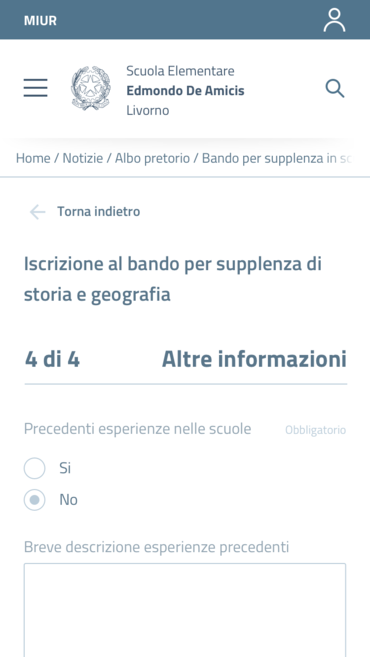 MIUR
Scuola Elementare
Edmondo De Amicis
Livorno
Home / Notizie / Albo pretorio / Bando per supplenza in
Torna indietro
Iscrizione al bando per supplenza di
storia e geografia
4 di 4 Altre informazioni
Precedenti esperienze nelle scuole Obbligatorio
Si
No
Breve descrizione esperienze precedenti